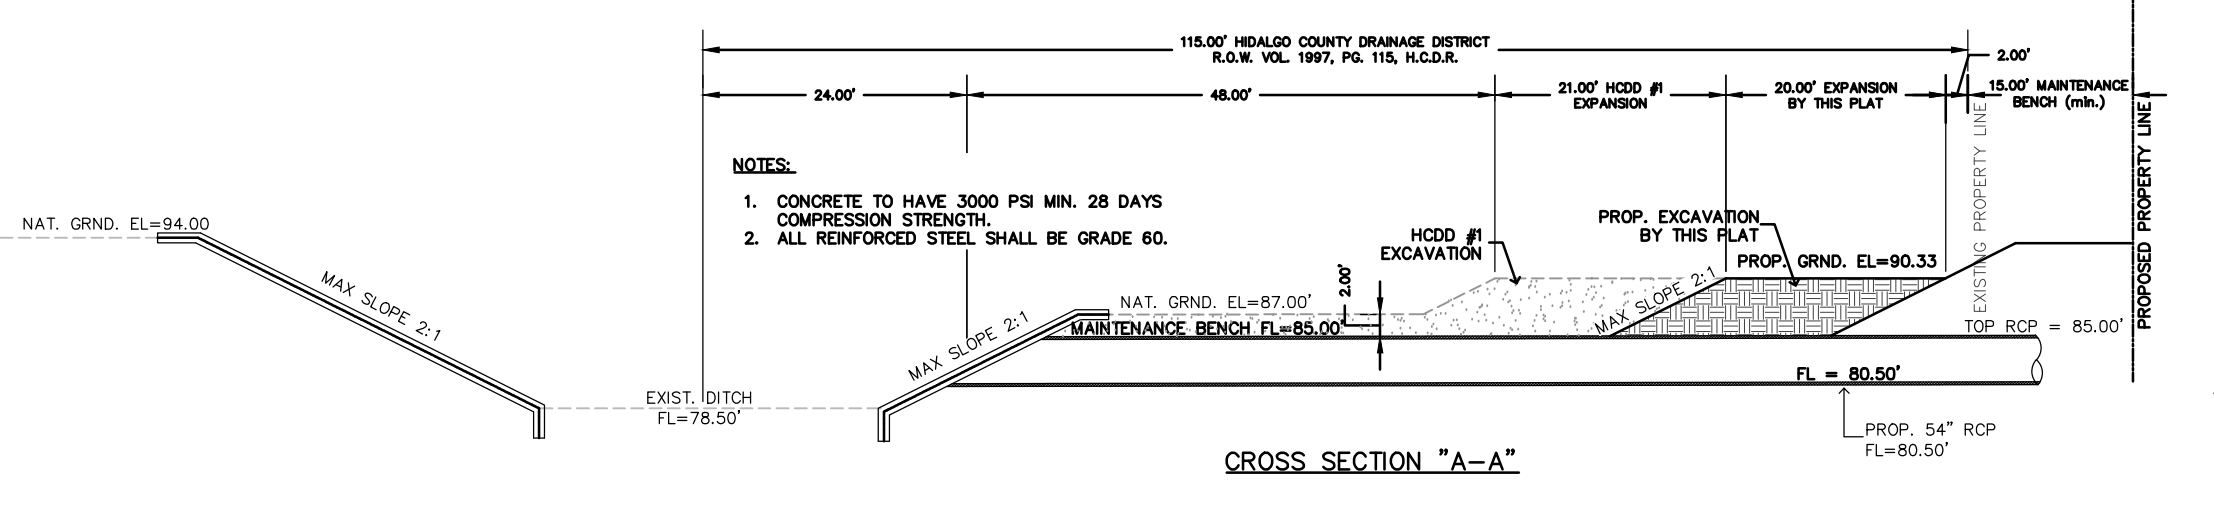 115.00' HIDALGO COUNTY DRAINAGE DISTRICT
R.O.W. VOL. 1997, PG. 115, H.C.D.R.
2.00'
24.00'
48.00'
21.00' HCDD #1
EXPANSION
20.00' EXPANSION
BY THIS PLAT
15.00' MAINTENANCE
BENCH (min.)
NOTES:
1. CONCRETE TO HAVE 3000 PSI MIN. 28 DAYS
COMPRESSION STRENGTH.
2. ALL REINFORCED STEEL SHALL BE GRADE 60.
NAT. GRND. EL=94.00
MAX SLOPE 2:1
EXIST. DITCH
FL=78.50'
MAX SLOPE 2:1
NAT. GRND. EL=87.00'
MAINTENANCE BENCH FL=85.00'
2.00'
HCDD #1
EXCAVATION
PROP. EXCAVATION
BY THIS PLAT
MAX SLOPE 2:1
PROP. GRND. EL=90.33
EXISTING PROPERTY LINE
PROPOSED PROPERTY LINE
TOP RCP = 85.00'
FL = 80.50'
PROP. 54" RCP
FL=80.50'
CROSS SECTION "A-A"